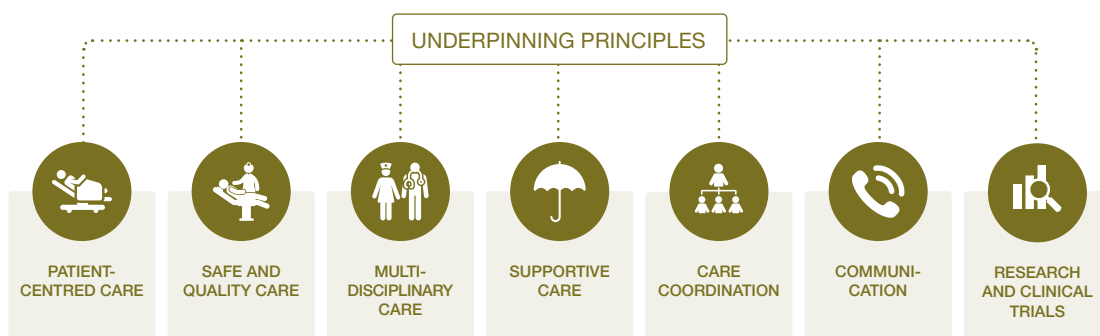 UNDERPINNING PRINCIPLES
PATIENT-
CENTRED CARE
SAFE AND
QUALITY CARE
MULTI-
DISCIPLINARY
CARE
SUPPORTIVE
CARE
CARE
COORDINATION
COMMUNI-
CATION
RESEARCH
AND CLINICAL
TRIALS